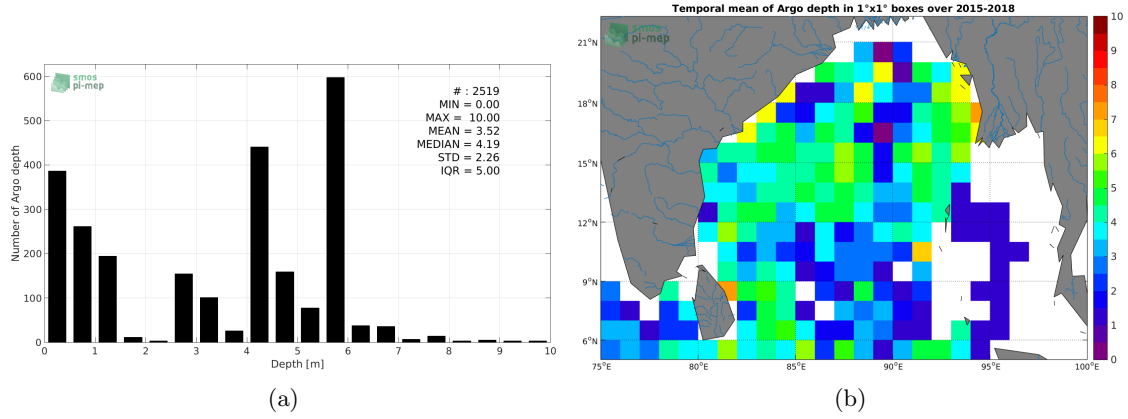 smos
pi-mep
# : 2519
MIN = 0.00
MAX = 10.00
MEAN = 3.52
MEDIAN = 4.19
STD = 2.26
IQR = 5.00
Number of Argo depth
600
500
400
300
200
100
0
0 1 2 3 4 5 6 7 8 9 10
Depth [m]
(a)
Temporal mean of Argo depth in 1°x1° boxes over 2015-2018
smos
pi-mep
21°N
18°N
15°N
12°N
9°N
6°N
75°E 80°E 85°E 90°E 95°E 100°E
10
9
8
7
6
5
4
3
2
1
0
(b)